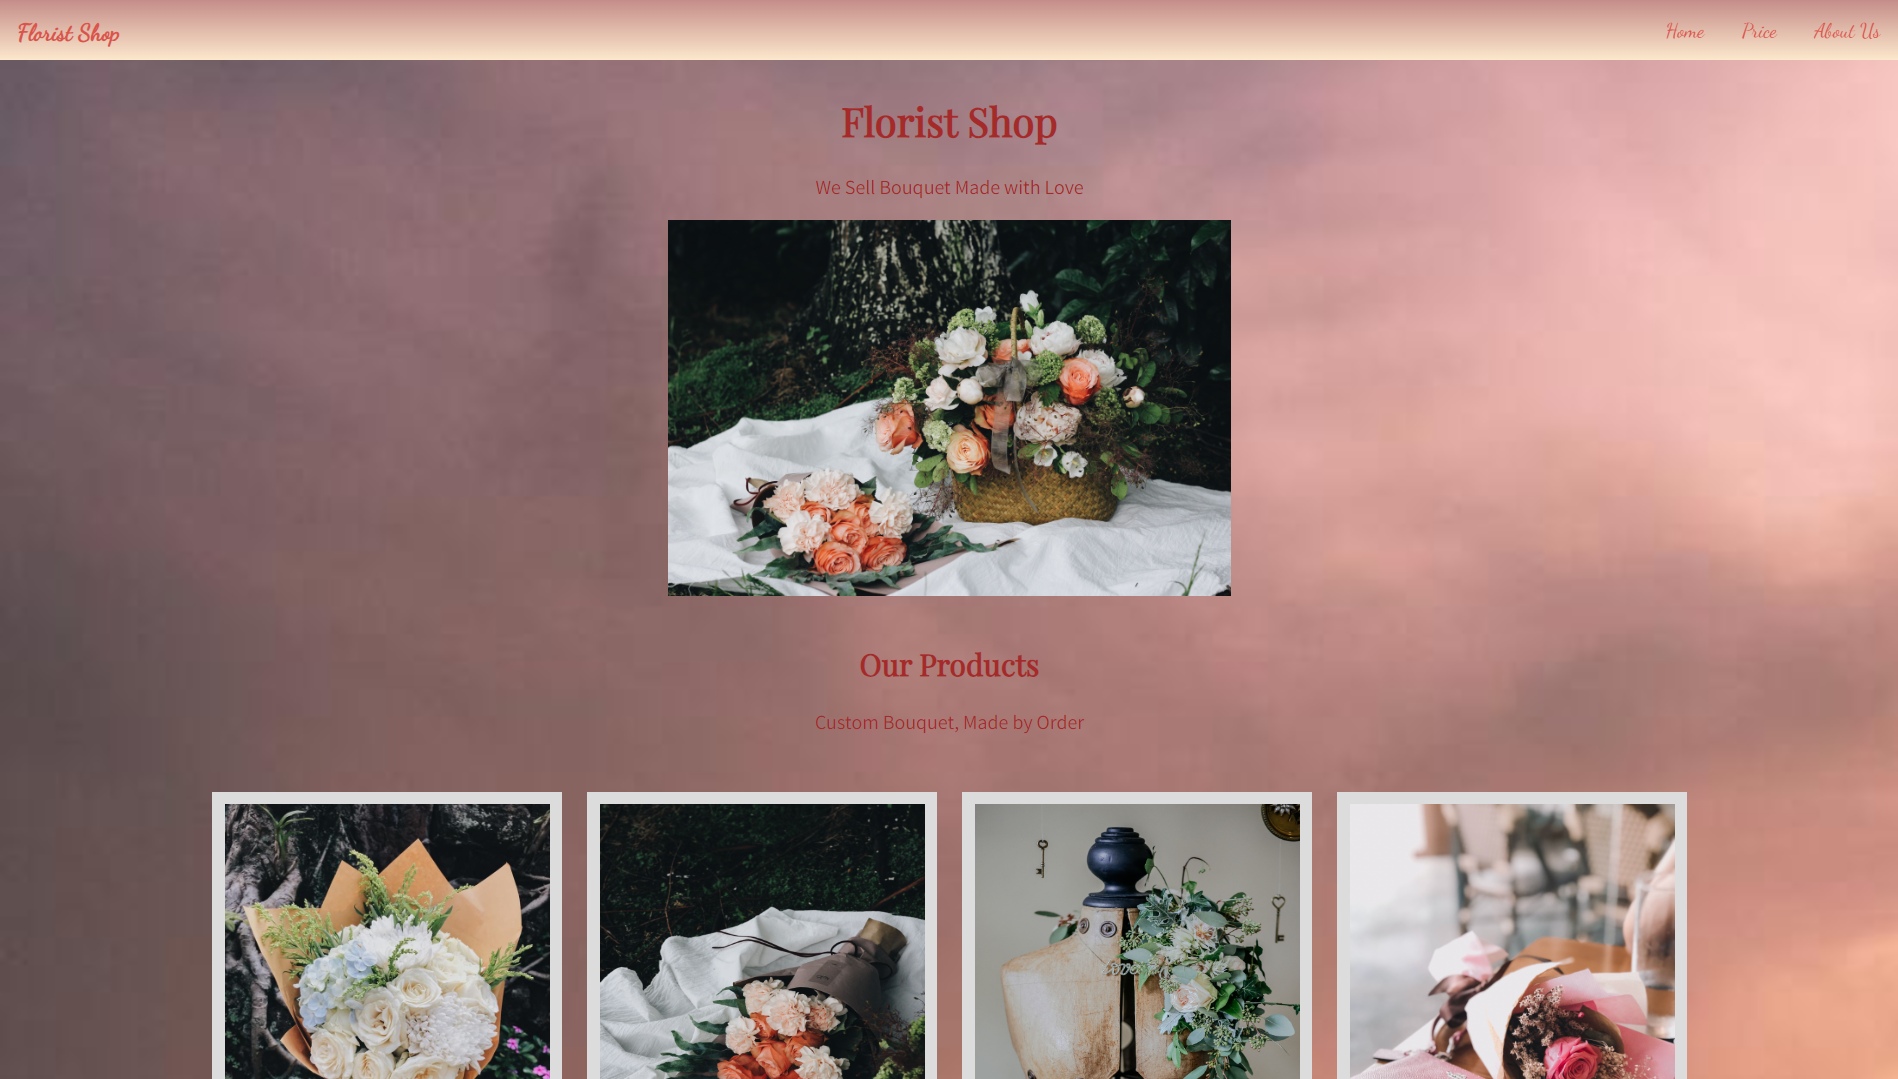 Florist Shop
Home
Price
About Us
Florist Shop
We Sell Bouquet Made with Love
Our Products
Custom Bouquet, Made by Order